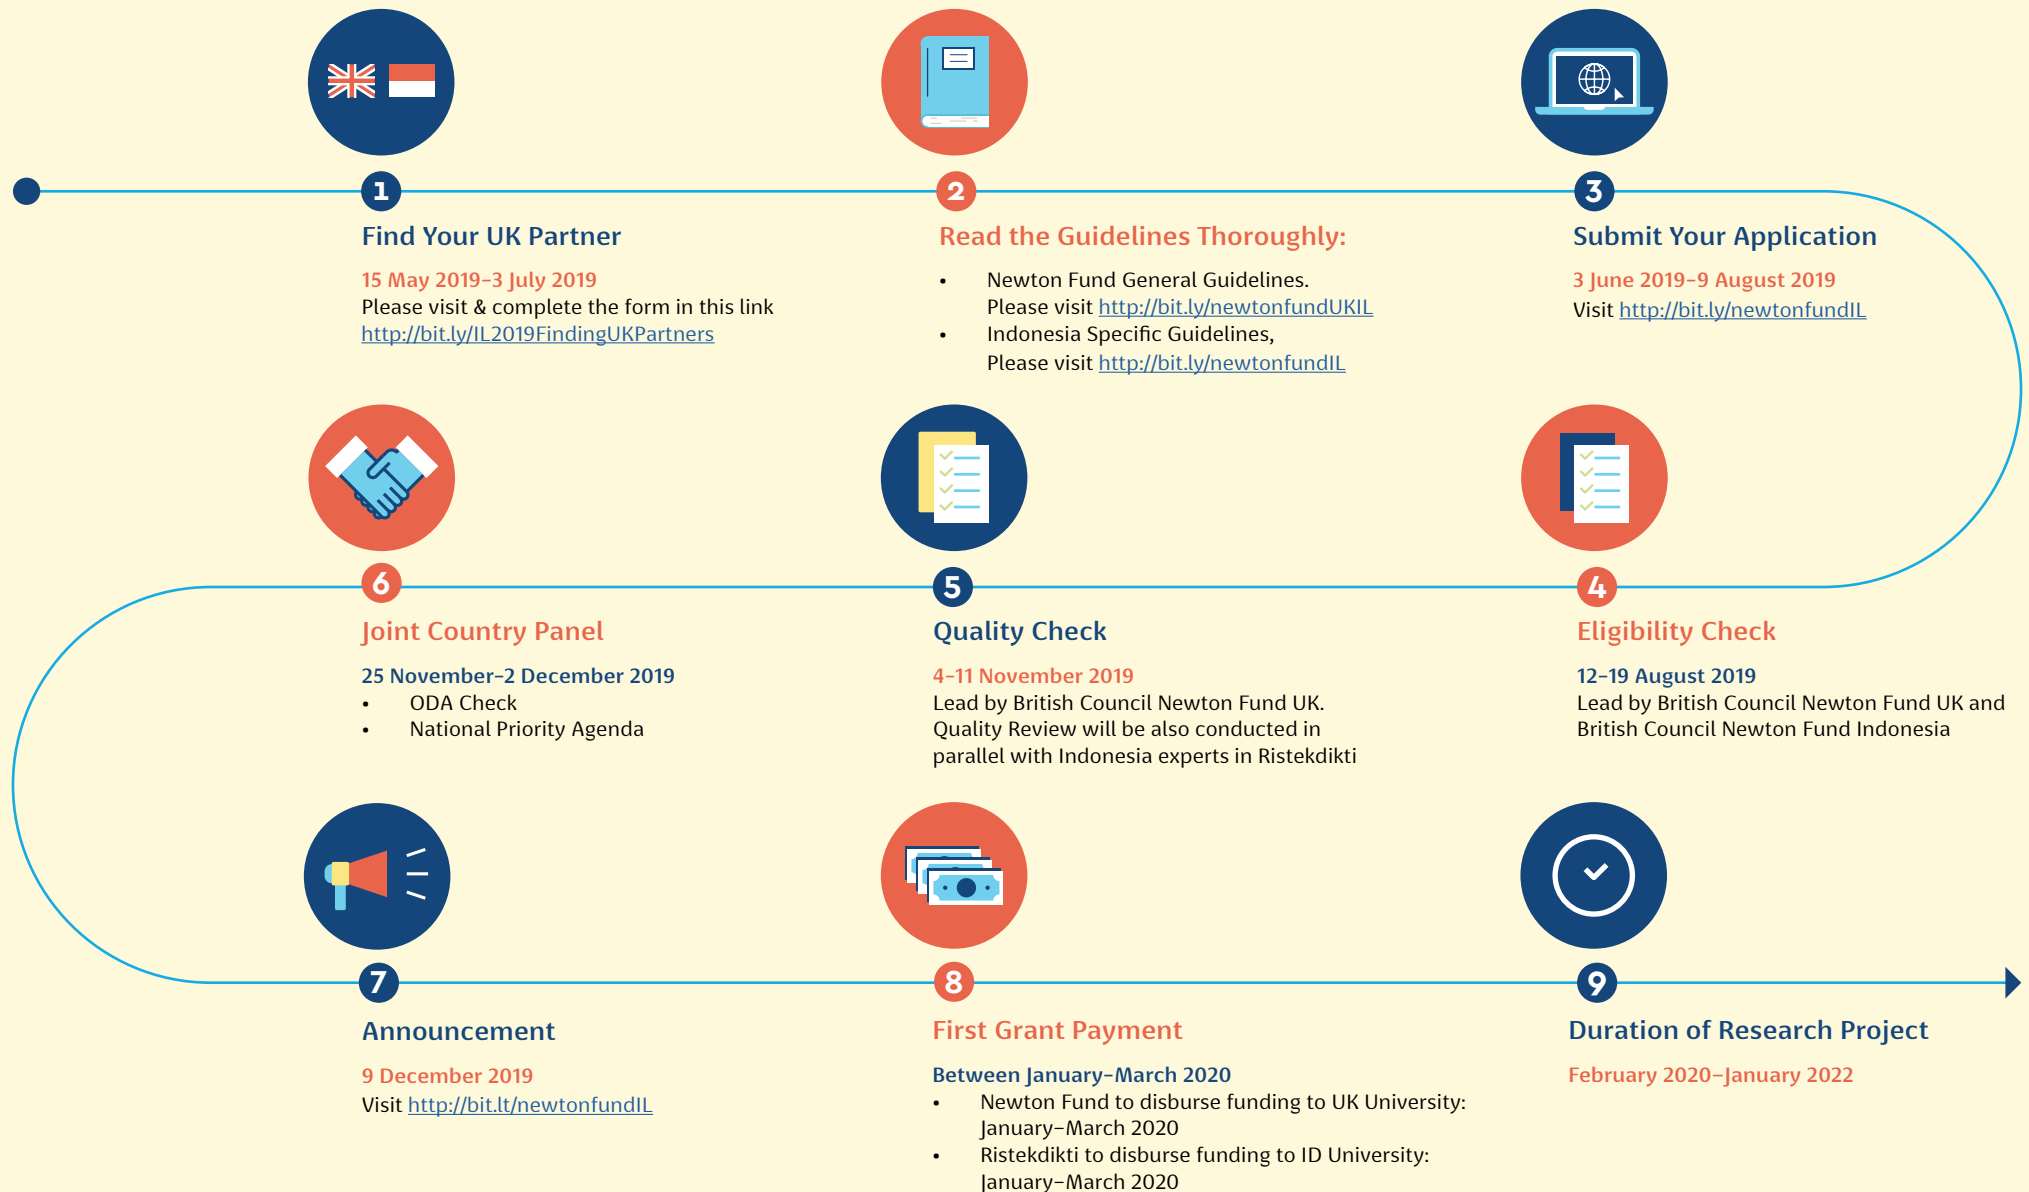 1
Find Your UK Partner
15 May 2019–3 July 2019
Please visit & complete the form in this link
http://bit.ly/IL2019FindingUKPartners
2
Read the Guidelines Thoroughly:
• Newton Fund General Guidelines.
Please visit http://bit.ly/newtonfundUKIL
• Indonesia Specific Guidelines,
Please visit http://bit.ly/newtonfundIL
3
Submit Your Application
3 June 2019–9 August 2019
Visit http://bit.ly/newtonfundIL
4
Eligibility Check
12–19 August 2019
Lead by British Council Newton Fund UK and
British Council Newton Fund Indonesia
5
Quality Check
4–11 November 2019
Lead by British Council Newton Fund UK.
Quality Review will be also conducted in
parallel with Indonesia experts in Ristekdikti
6
Joint Country Panel
25 November–2 December 2019
• ODA Check
• National Priority Agenda
7
Announcement
9 December 2019
Visit http://bit.lt/newtonfundIL
8
First Grant Payment
Between January–March 2020
• Newton Fund to disburse funding to UK University:
January–March 2020
• Ristekdikti to disburse funding to ID University:
January–March 2020
9
Duration of Research Project
February 2020–January 2022